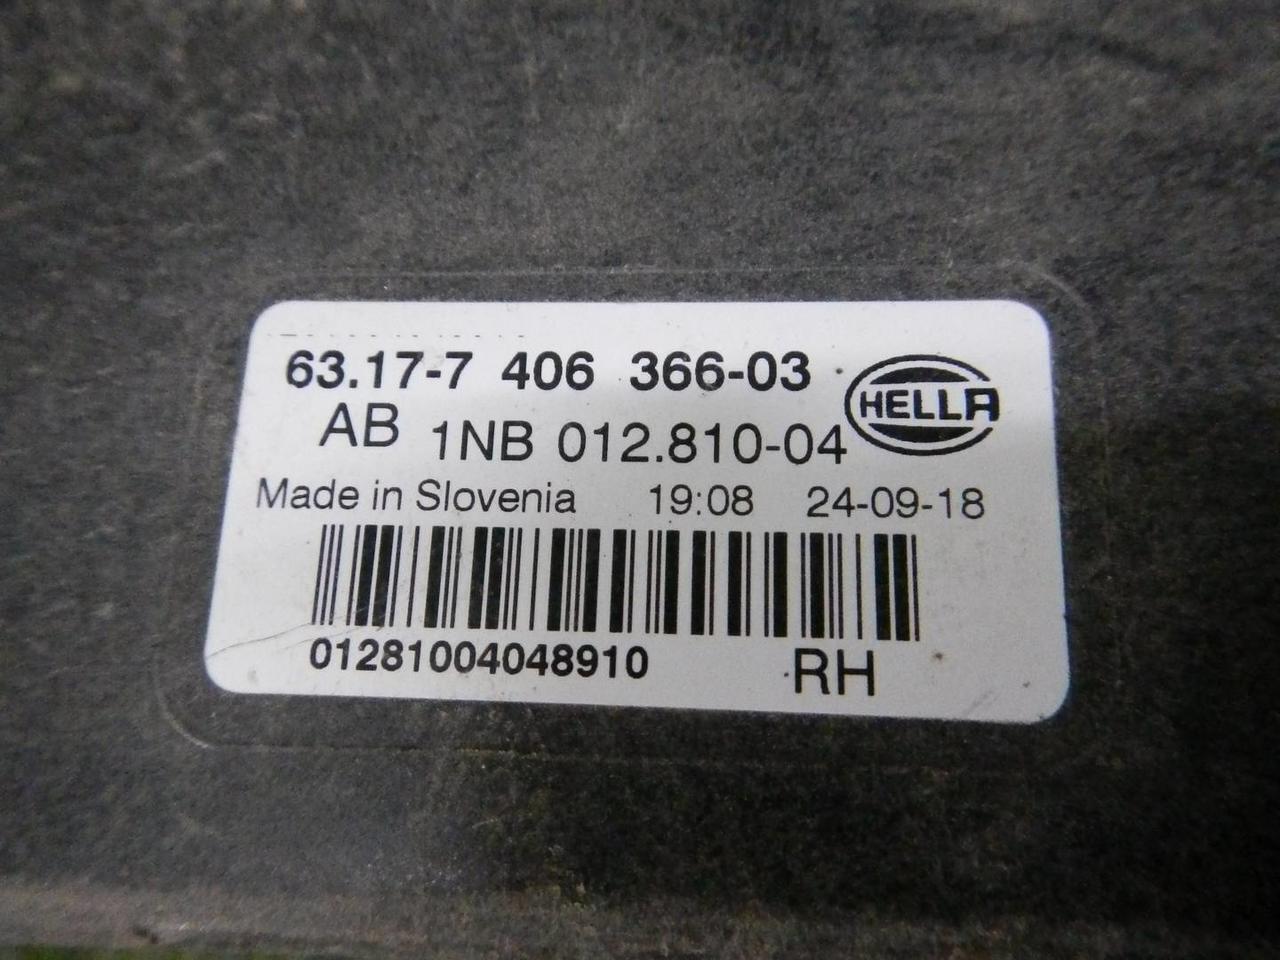 63.17-7 406 366-03
HELLA
AB 1NB 012.810-04
Made in Slovenia 19:08 24-09-18
01281004048910
RH